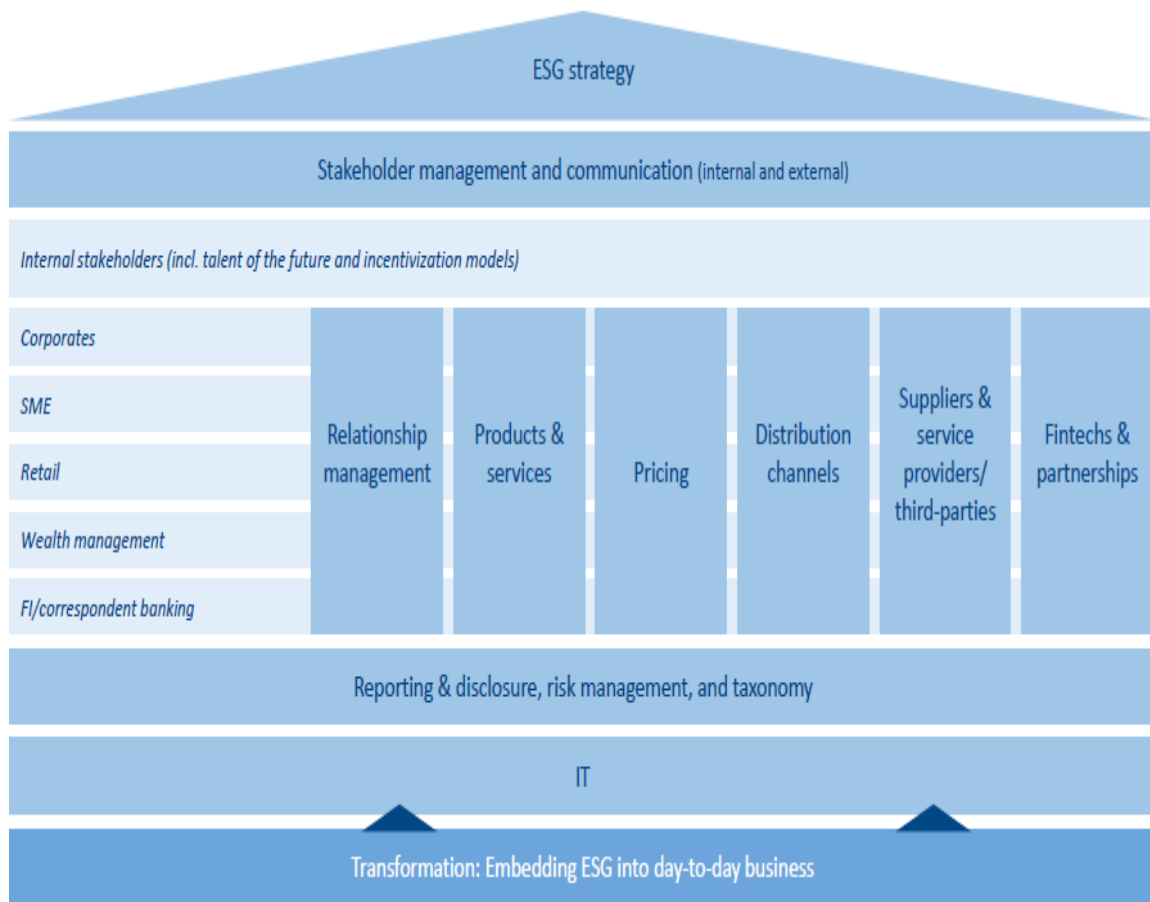 ESG strategy
Stakeholder management and communication (internal and external)
Internal stakeholders (incl. talent of the future and incentivization models)
Corporates
SME
Retail
Wealth management
FI/correspondent banking
Relationship
management
Products &
services
Pricing
Distribution
channels
Suppliers &
service
providers/
third-parties
Fintechs &
partnerships
Reporting & disclosure, risk management, and taxonomy
IT
Transformation: Embedding ESG into day-to-day business